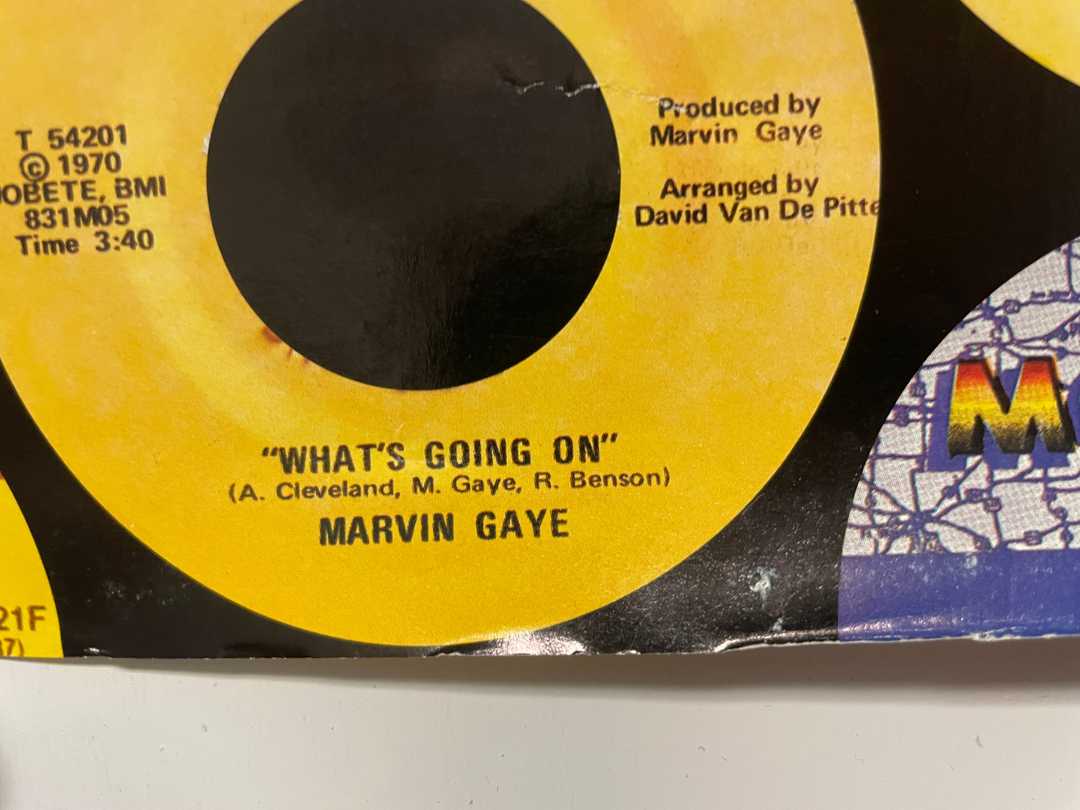 T 54201
© 1970
JOBETE, BMI
831M05
Time 3:40
Produced by
Marvin Gaye
Arranged by
David Van De Pitte
"WHAT'S GOING ON"
(A. Cleveland, M. Gaye, R. Benson)
MARVIN GAYE
21F
M